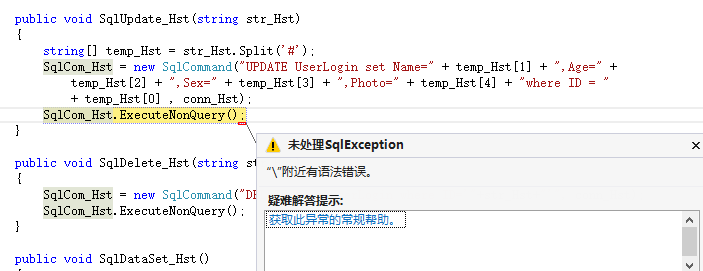 public void SqlUpdate_Hst(string str_Hst)
{
string[] temp_Hst = str_Hst.Split('#');
SqlCom_Hst = new SqlCommand("UPDATE UserLogin set Name=" + temp_Hst[1] + ",Age=" +
temp_Hst[2] + ",Sex=" + temp_Hst[3] + ",Photo=" + temp_Hst[4] + "where ID = "
+ temp_Hst[0] , conn_Hst);
SqlCom_Hst.ExecuteNonQuery();
}
未处理SqlException
"\"附近有语法错误。
疑难解答提示:
获取此异常的常规帮助。
public void SqlDelete_Hst(string st
{
SqlCom_Hst = new SqlCommand("DE
SqlCom_Hst.ExecuteNonQuery();
}
public void SqlDataSet_Hst()
{